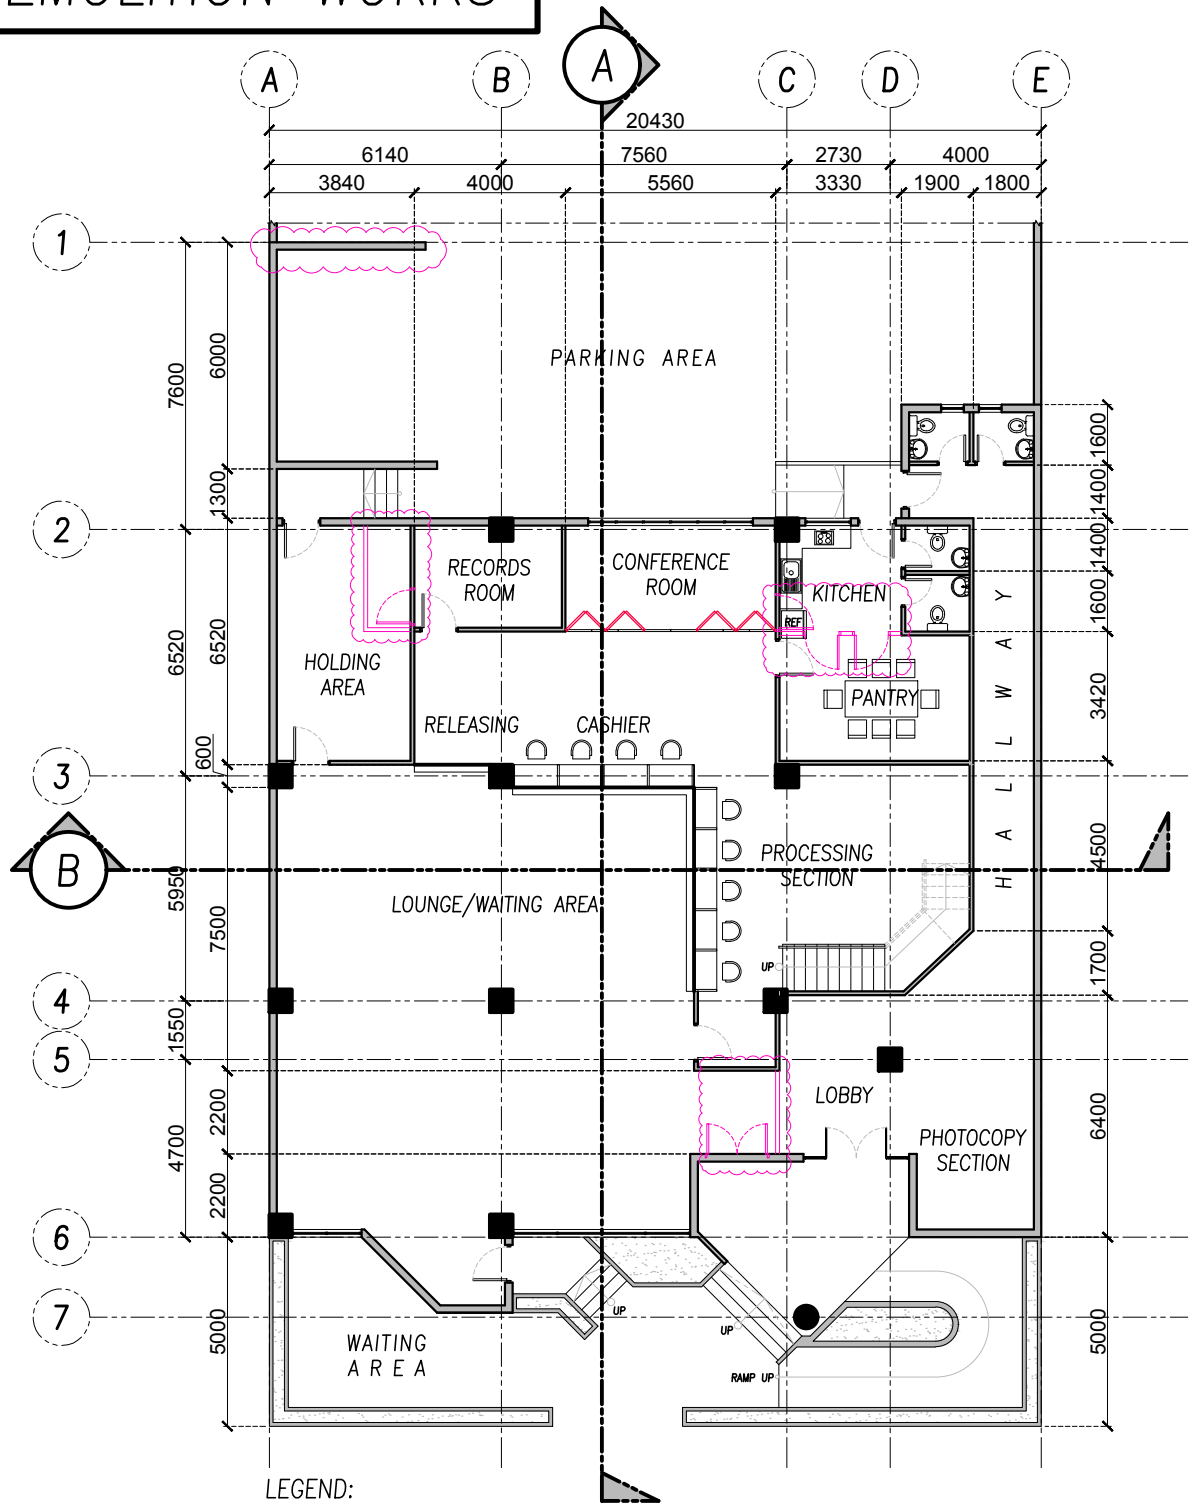 DEMOLITION WORKS
A
A B C D E
20430
6140 7560 2730 4000
3840 4000 5560 3330 1900 1800
1
7600
6000
PARKING AREA
1600
1300
1400
2
RECORDS
ROOM
CONFERENCE
ROOM
KITCHEN
REF
1400
1600
6520
6520
HOLDING
AREA
PANTRY
3420
HALLWAY
RELEASING
CASHIER
600
3
B
5950
7500
PROCESSING
SECTION
LOUNGE/WAITING AREA
4500
UP
1700
4
1550
5
2200
4700
2200
LOBBY
PHOTOCOPY
SECTION
6400
6
7
5000
WAITING
AREA
UP
UP
RAMP UP
5000
LEGEND: